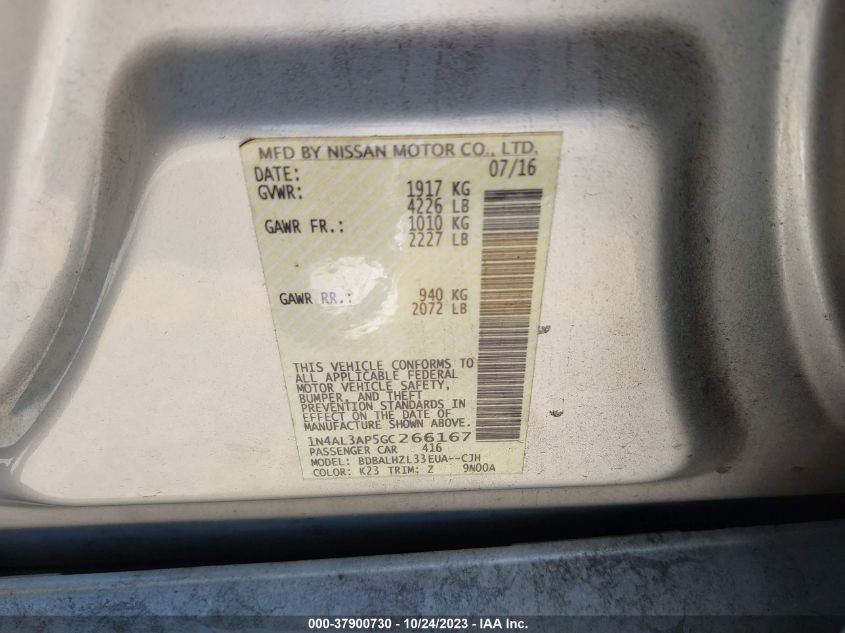 MFD BY NISSAN MOTOR CO., LTD.
DATE: 07/16
GVWR: 1917 KG
4226 LB
GAWR FR.: 1010 KG
2227 LB
GAWR RR.: 940 KG
2072 LB
THIS VEHICLE CONFORMS TO
ALL APPLICABLE FEDERAL
MOTOR VEHICLE SAFETY,
BUMPER, AND THEFT
PREVENTION STANDARDS IN
EFFECT ON THE DATE OF
MANUFACTURE SHOWN ABOVE.
1N4AL3AP5GC266167
PASSENGER CAR 416
MODEL: BDBALHZL33EUA--CJH
COLOR: K23 TRIM: Z 9N00A
000-37900730 - 10/24/2023 - IAA Inc.